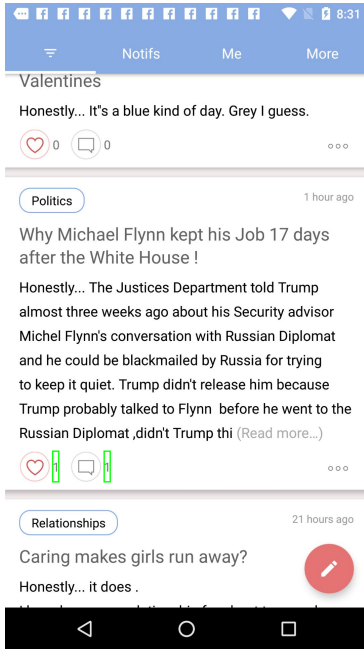 8:31
Notifs Me More
Valentines
Honestly... It"s a blue kind of day. Grey I guess.
0 0
Politics 1 hour ago
Why Michael Flynn kept his Job 17 days
after the White House !
Honestly... The Justices Department told Trump
almost three weeks ago about his Security advisor
Michel Flynn's conversation with Russian Diplomat
and he could be blackmailed by Russia for trying
to keep it quiet. Trump didn't release him because
Trump probably talked to Flynn  before he went to the
Russian Diplomat ,didn't Trump thi (Read more...)
1 1
Relationships 21 hours ago
Caring makes girls run away?
Honestly... it does .